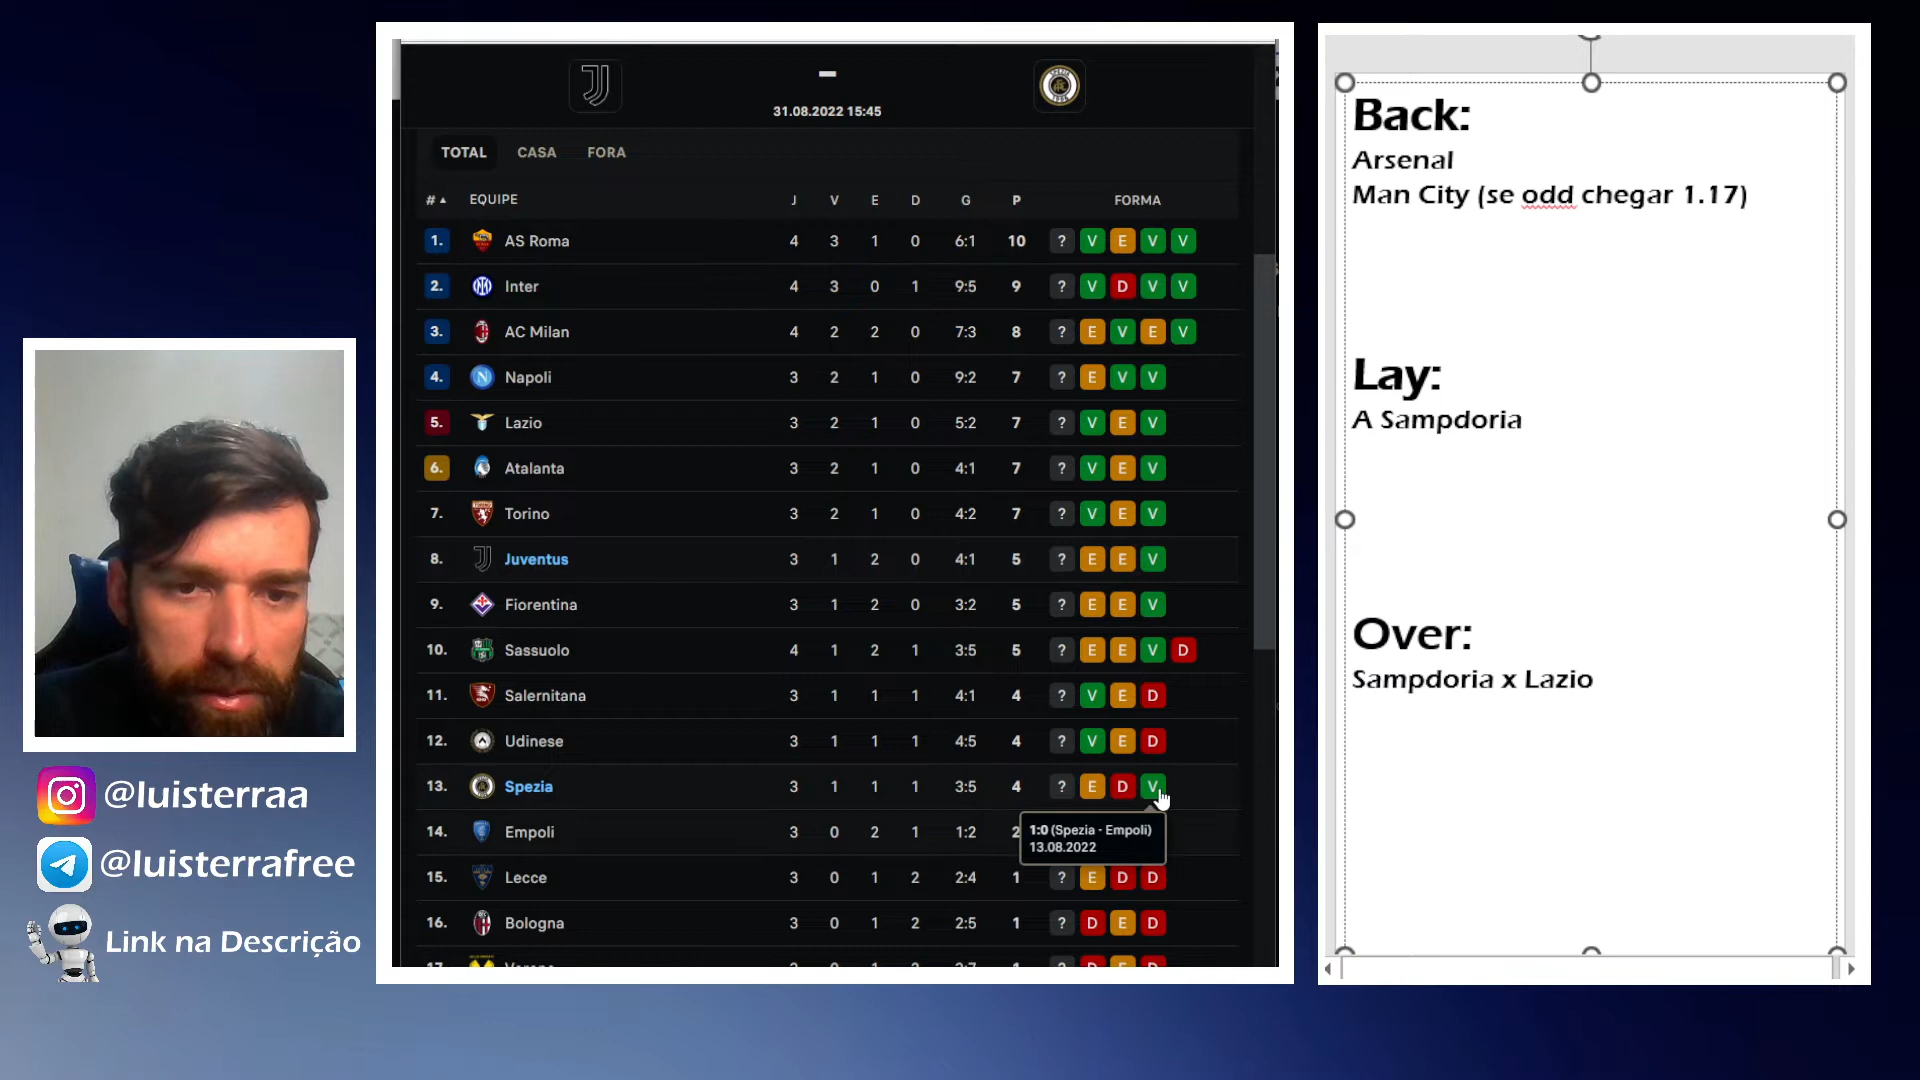 31.08.2022 15:45
TOTAL CASA FORA
# EQUIPE J V E D G P FORMA
1. AS Roma 4 3 1 0 6:1 10 ? V E V V
2. Inter 4 3 0 1 9:5 9 ? V D V V
3. AC Milan 4 2 2 0 7:3 8 ? E V E V
4. Napoli 3 2 1 0 9:2 7 ? E V V
5. Lazio 3 2 1 0 5:2 7 ? V E V
6. Atalanta 3 2 1 0 4:1 7 ? V E V
7. Torino 3 2 1 0 4:2 7 ? V E V
8. Juventus 3 1 2 0 4:1 5 ? E E V
9. Fiorentina 3 1 2 0 3:2 5 ? E E V
10. Sassuolo 4 1 2 1 3:5 5 ? E E V D
11. Salernitana 3 1 1 1 4:1 4 ? V E D
12. Udinese 3 1 1 1 4:5 4 ? V E D
13. Spezia 3 1 1 1 3:5 4 ? E D V
14. Empoli 3 0 2 1 1:2 2
1:0 (Spezia - Empoli)
13.08.2022
15. Lecce 3 0 1 2 2:4 1 ? E D D
16. Bologna 3 0 1 2 2:5 1 ? D E D
Back:
Arsenal
Man City (se odd chegar 1.17)
Lay:
A Sampdoria
Over:
Sampdoria x Lazio
@luisterraa
@luisterrafree
Link na Descrição